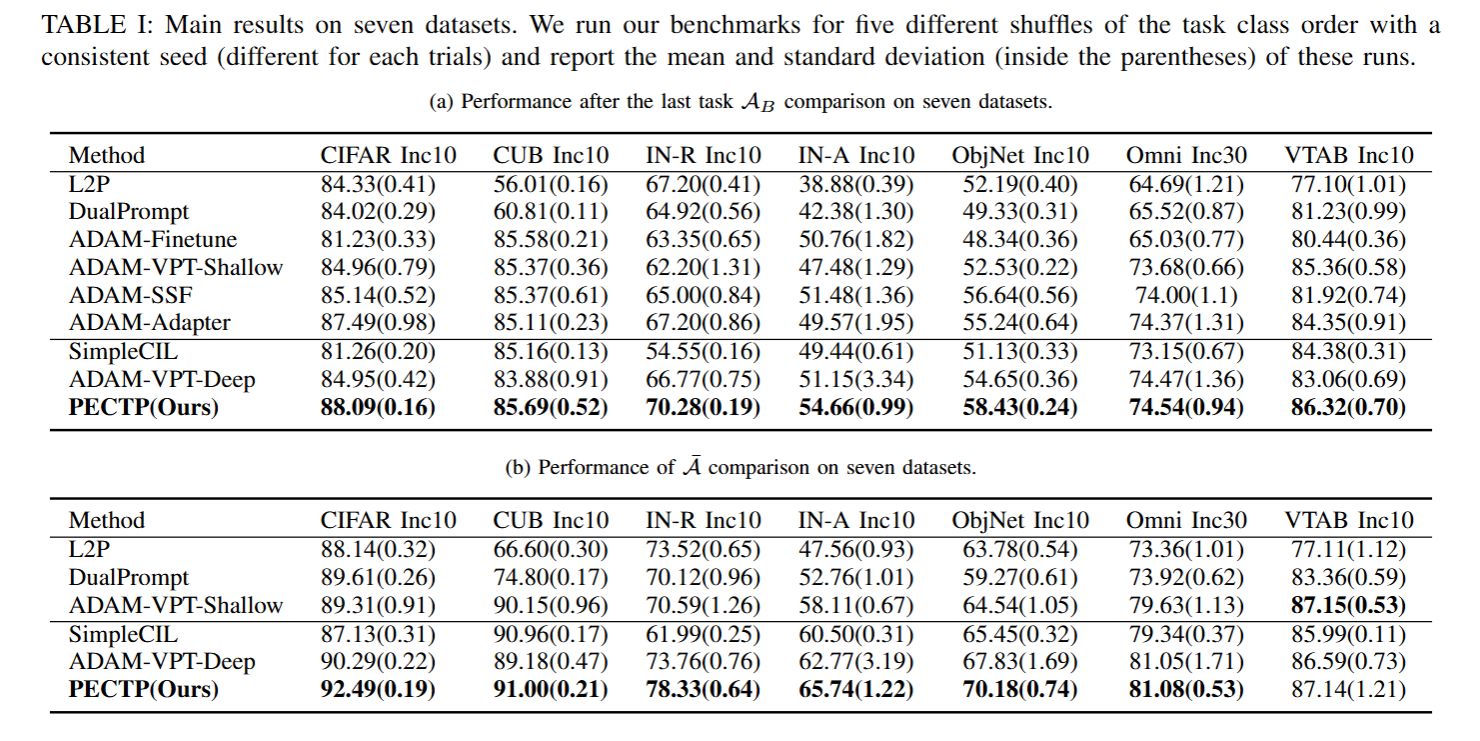 TABLE I: Main results on seven datasets. We run our benchmarks for five different shuffles of the task class order with a
consistent seed (different for each trials) and report the mean and standard deviation (inside the parentheses) of these runs.
(a) Performance after the last task 𝒜_B comparison on seven datasets.
Method CIFAR Inc10 CUB Inc10 IN-R Inc10 IN-A Inc10 ObjNet Inc10 Omni Inc30 VTAB Inc10
L2P 84.33(0.41) 56.01(0.16) 67.20(0.41) 38.88(0.39) 52.19(0.40) 64.69(1.21) 77.10(1.01)
DualPrompt 84.02(0.29) 60.81(0.11) 64.92(0.56) 42.38(1.30) 49.33(0.31) 65.52(0.87) 81.23(0.99)
ADAM-Finetune 81.23(0.33) 85.58(0.21) 63.35(0.65) 50.76(1.82) 48.34(0.36) 65.03(0.77) 80.44(0.36)
ADAM-VPT-Shallow 84.96(0.79) 85.37(0.36) 62.20(1.31) 47.48(1.29) 52.53(0.22) 73.68(0.66) 85.36(0.58)
ADAM-SSF 85.14(0.52) 85.37(0.61) 65.00(0.84) 51.48(1.36) 56.64(0.56) 74.00(1.1) 81.92(0.74)
ADAM-Adapter 87.49(0.98) 85.11(0.23) 67.20(0.86) 49.57(1.95) 55.24(0.64) 74.37(1.31) 84.35(0.91)
SimpleCIL 81.26(0.20) 85.16(0.13) 54.55(0.16) 49.44(0.61) 51.13(0.33) 73.15(0.67) 84.38(0.31)
ADAM-VPT-Deep 84.95(0.42) 83.88(0.91) 66.77(0.75) 51.15(3.34) 54.65(0.36) 74.47(1.36) 83.06(0.69)
PECTP(Ours) 88.09(0.16) 85.69(0.52) 70.28(0.19) 54.66(0.99) 58.43(0.24) 74.54(0.94) 86.32(0.70)
(b) Performance of 𝒜̄ comparison on seven datasets.
Method CIFAR Inc10 CUB Inc10 IN-R Inc10 IN-A Inc10 ObjNet Inc10 Omni Inc30 VTAB Inc10
L2P 88.14(0.32) 66.60(0.30) 73.52(0.65) 47.56(0.93) 63.78(0.54) 73.36(1.01) 77.11(1.12)
DualPrompt 89.61(0.26) 74.80(0.17) 70.12(0.96) 52.76(1.01) 59.27(0.61) 73.92(0.62) 83.36(0.59)
ADAM-VPT-Shallow 89.31(0.91) 90.15(0.96) 70.59(1.26) 58.11(0.67) 64.54(1.05) 79.63(1.13) 87.15(0.53)
SimpleCIL 87.13(0.31) 90.96(0.17) 61.99(0.25) 60.50(0.31) 65.45(0.32) 79.34(0.37) 85.99(0.11)
ADAM-VPT-Deep 90.29(0.22) 89.18(0.47) 73.76(0.76) 62.77(3.19) 67.83(1.69) 81.05(1.71) 86.59(0.73)
PECTP(Ours) 92.49(0.19) 91.00(0.21) 78.33(0.64) 65.74(1.22) 70.18(0.74) 81.08(0.53) 87.14(1.21)